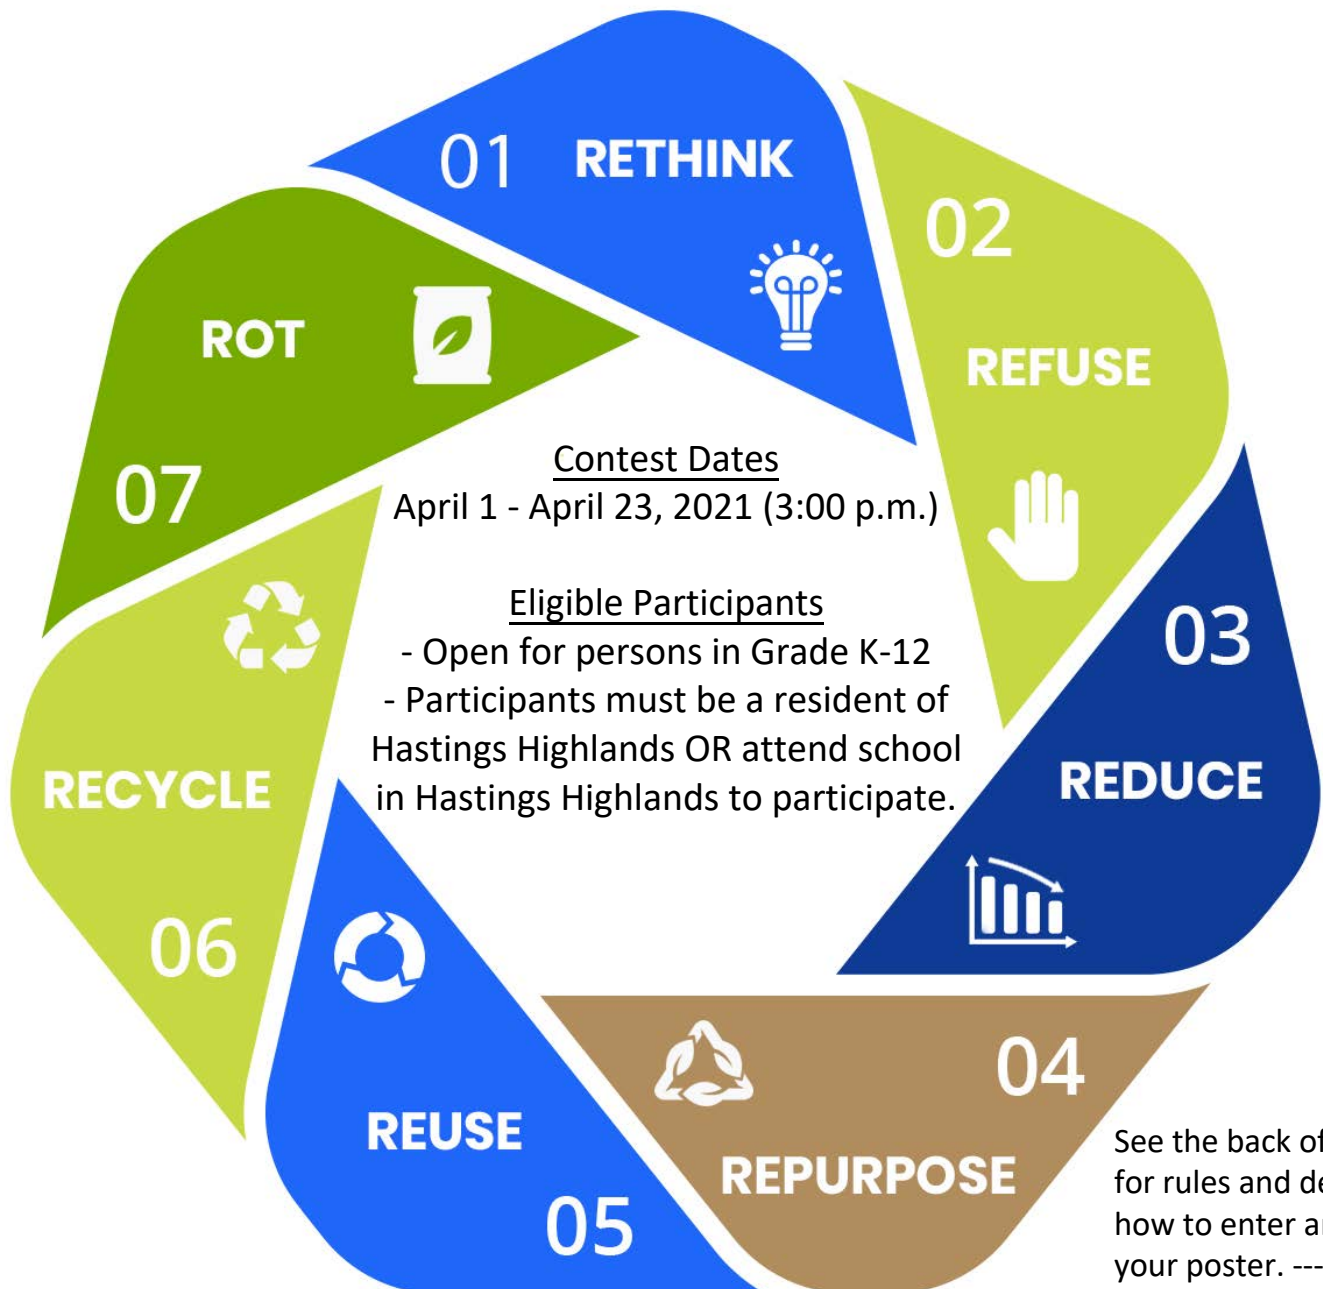 01 RETHINK
02
REFUSE
03
REDUCE
04
REPURPOSE
05
REUSE
06
RECYCLE
07
ROT
Contest Dates
April 1 - April 23, 2021 (3:00 p.m.)
Eligible Participants
- Open for persons in Grade K-12
- Participants must be a resident of
Hastings Highlands OR attend school
in Hastings Highlands to participate.
See the back of
for rules and
how to enter
your poster. ---